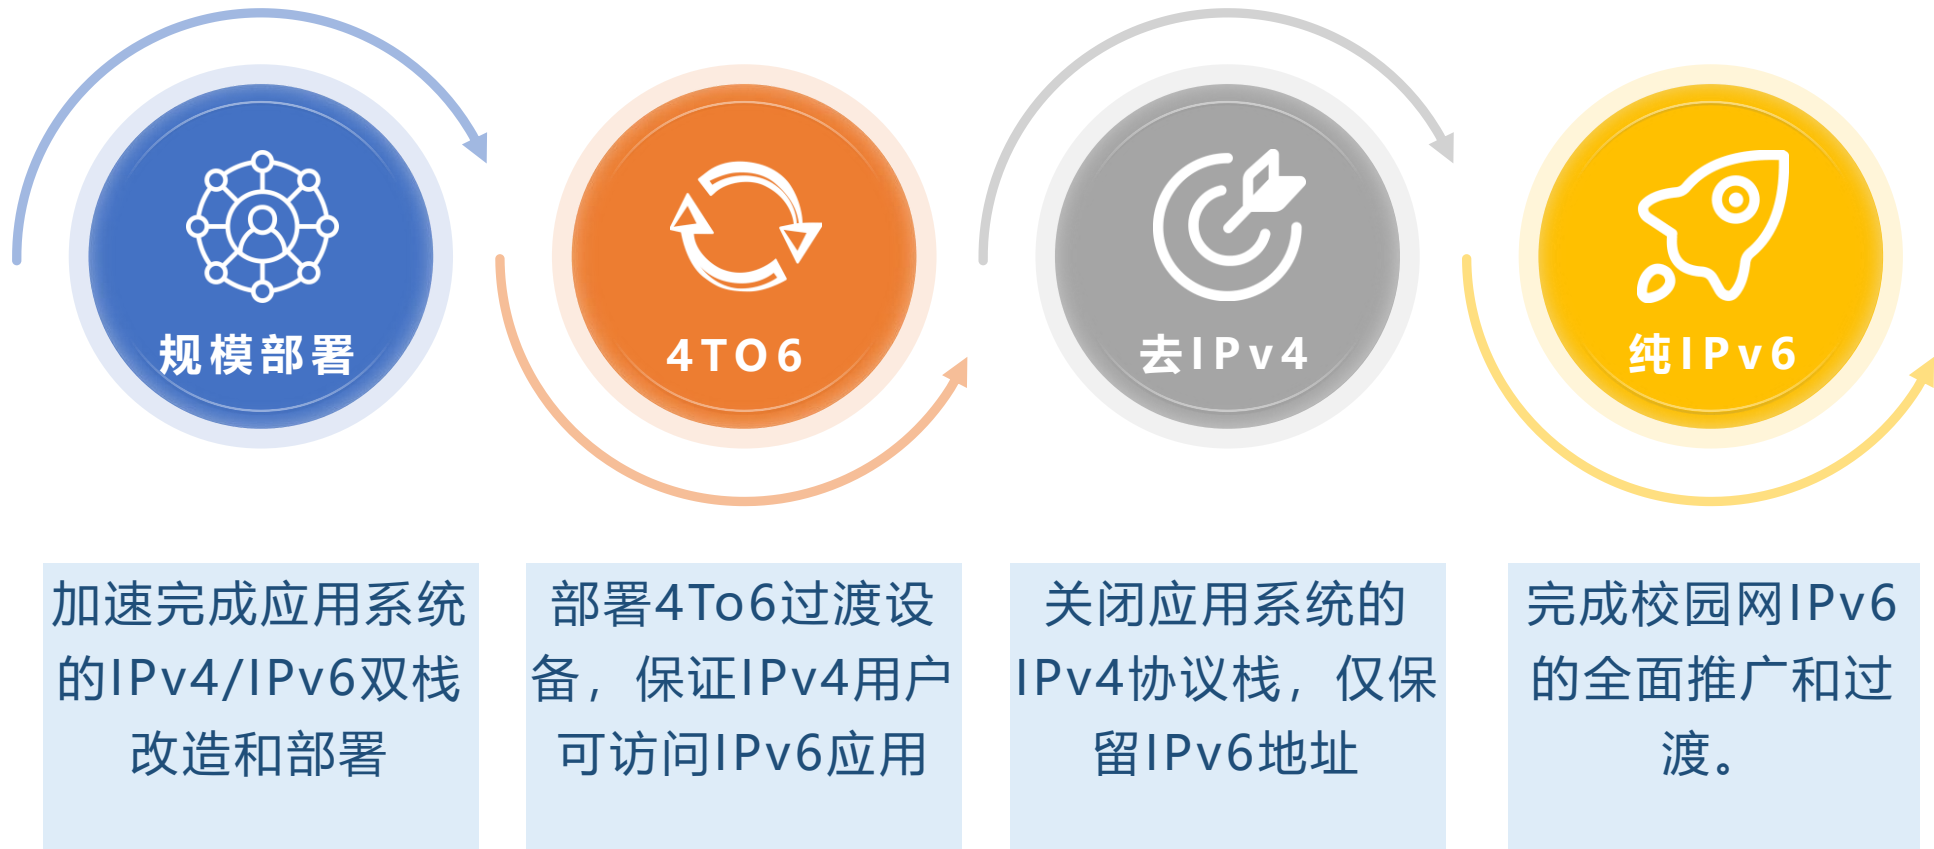 规模部署
4TO6
去IPv4
纯IPv6
加速完成应用系统
的IPv4/IPv6双栈
改造和部署
部署4To6过渡设
备，保证IPv4用户
可访问IPv6应用
关闭应用系统的
IPv4协议栈，仅保
留IPv6地址
完成校园网IPv6
的全面推广和过
渡。